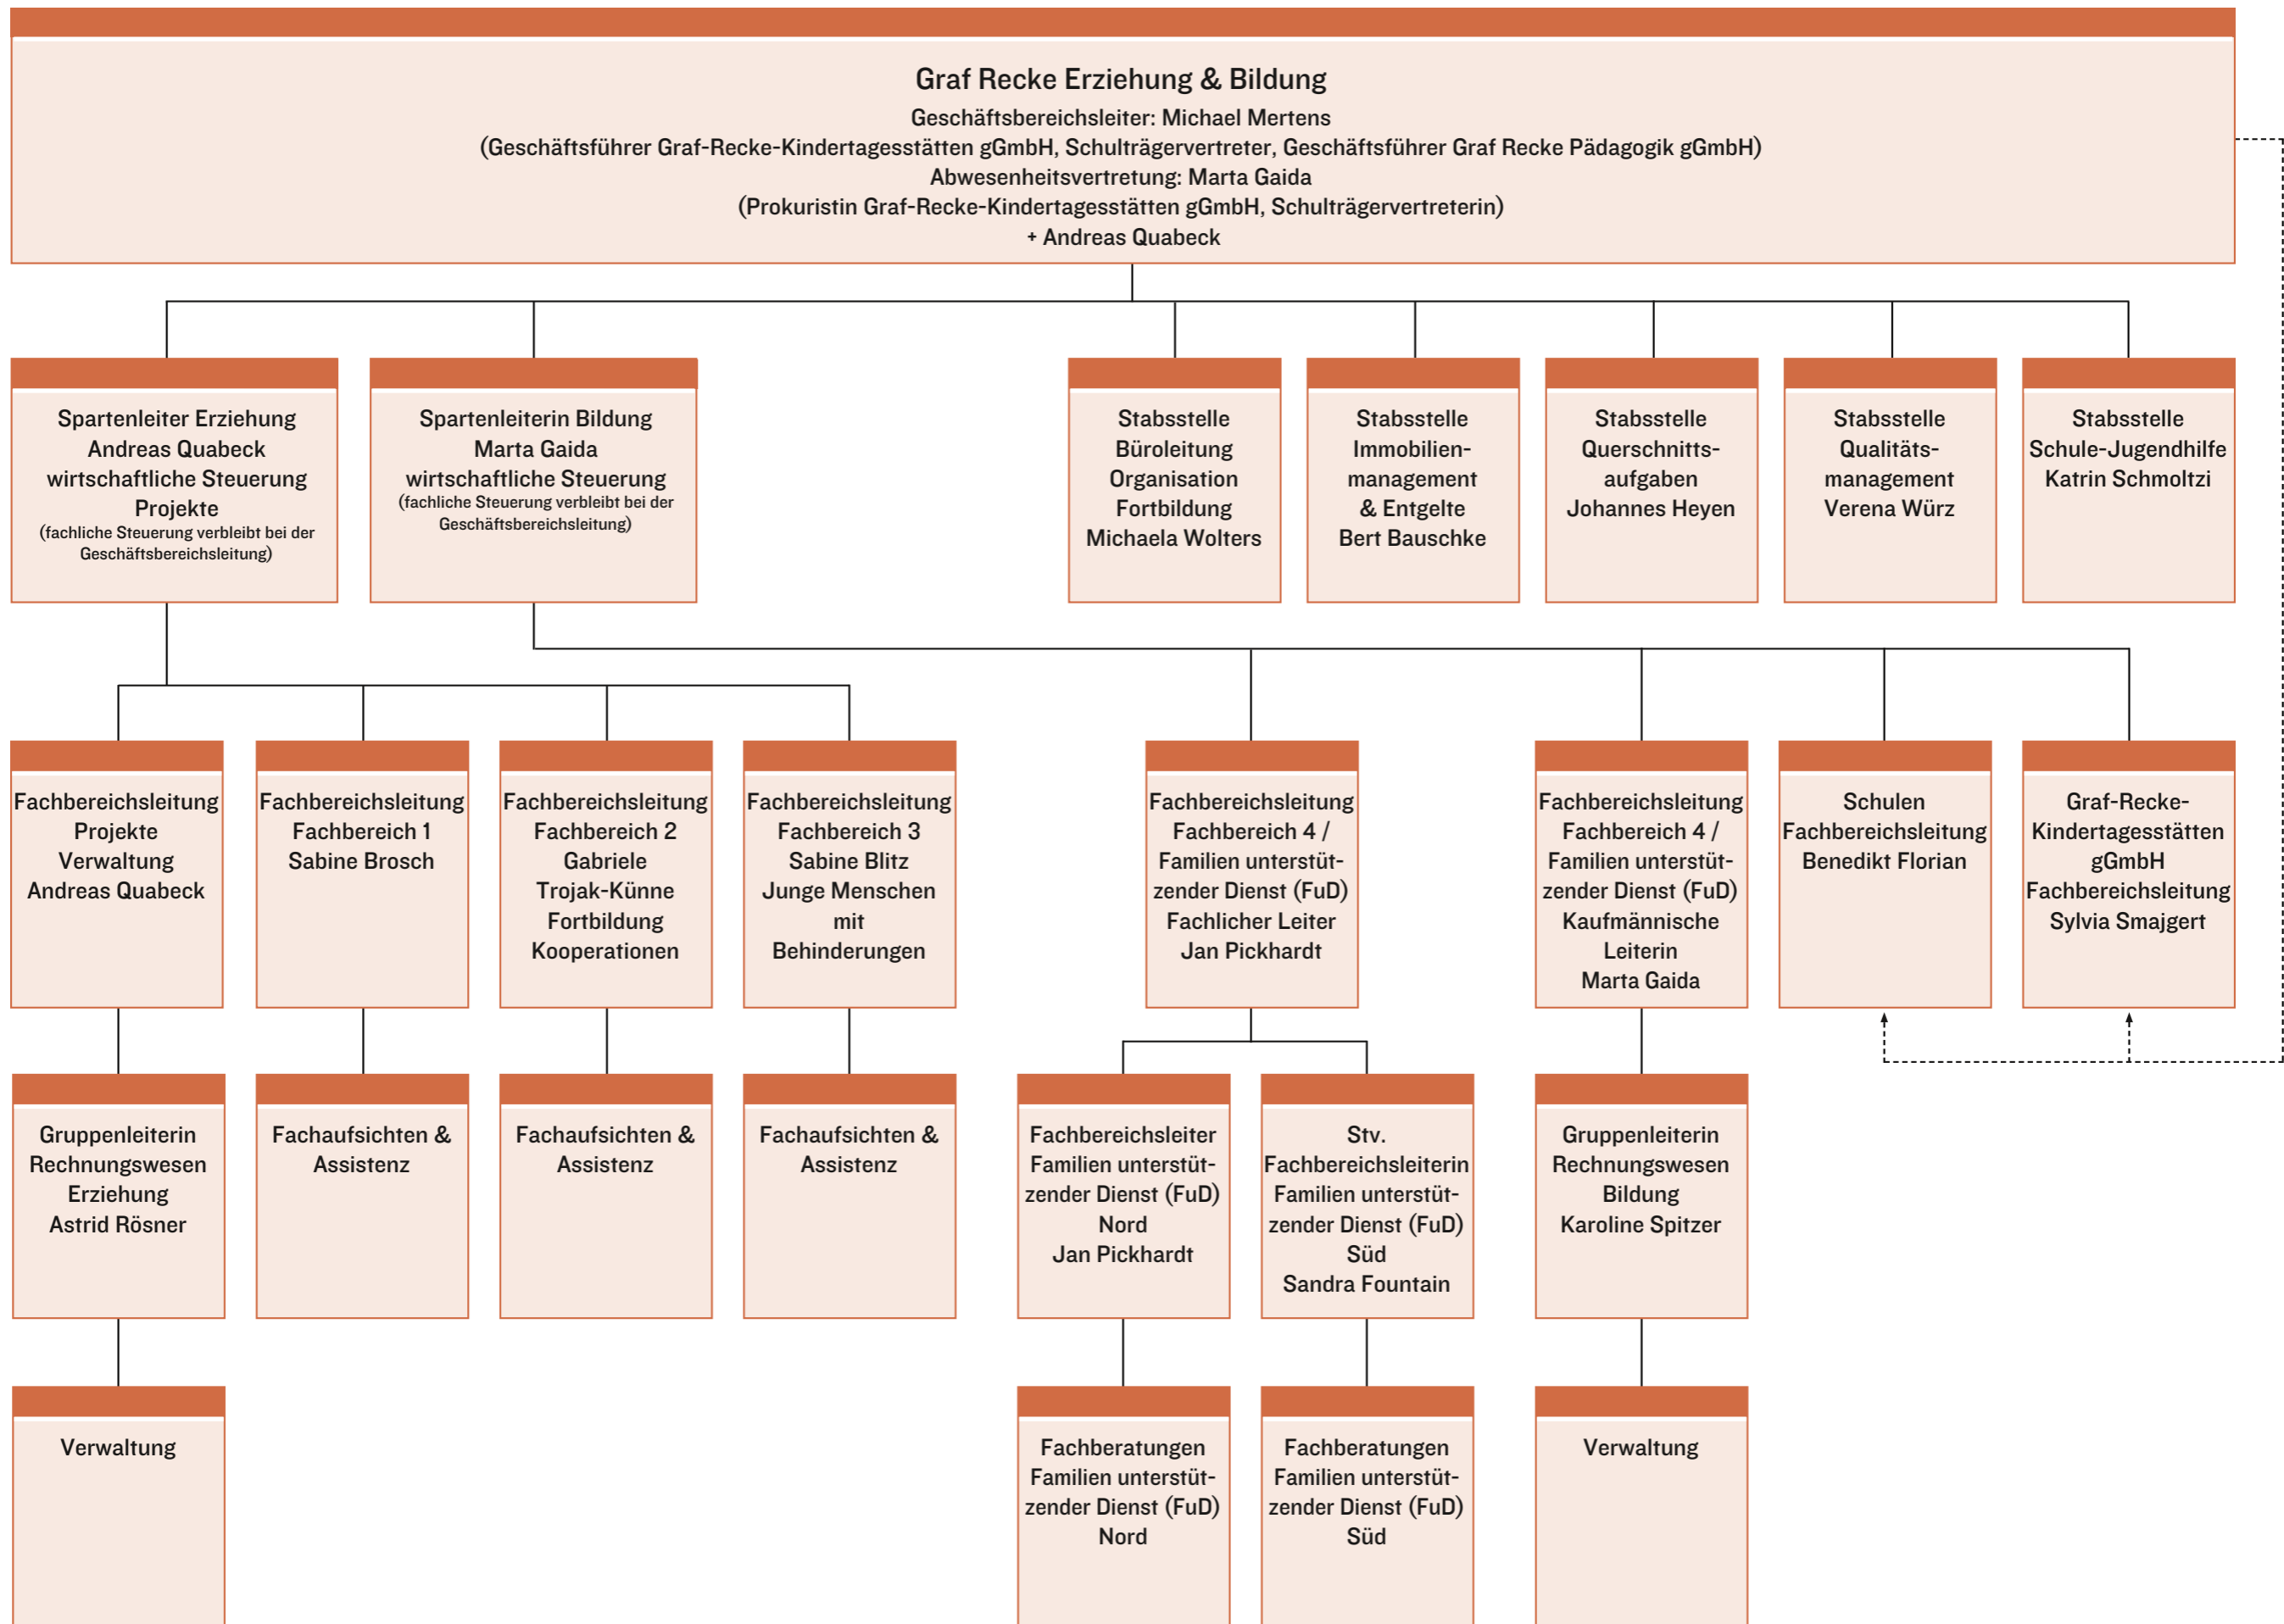 Graf Recke Erziehung & Bildung
Geschäftsbereichsleiter: Michael Mertens
(Geschäftsführer Graf-Recke-Kindertagesstätten gGmbH, Schulträgervertreter, Geschäftsführer Graf Recke Pädagogik gGmbH)
Abwesenheitsvertretung: Marta Gaida
(Prokuristin Graf-Recke-Kindertagesstätten gGmbH, Schulträgervertreterin)
+ Andreas Quabeck
Spartenleiter Erziehung
Andreas Quabeck
wirtschaftliche Steuerung
Projekte
(fachliche Steuerung verbleibt bei der
Geschäftsbereichsleitung)
Spartenleiterin Bildung
Marta Gaida
wirtschaftliche Steuerung
(fachliche Steuerung verbleibt bei der
Geschäftsbereichsleitung)
Stabsstelle
Büroleitung
Organisation
Fortbildung
Michaela Wolters
Stabsstelle
Immobilien-
management
& Entgelte
Bert Bauschke
Stabsstelle
Querschnitts-
aufgaben
Johannes Heyen
Stabsstelle
Qualitäts-
management
Verena Würz
Stabsstelle
Schule-Jugendhilfe
Katrin Schmoltzi
Fachbereichsleitung
Projekte
Verwaltung
Andreas Quabeck
Fachbereichsleitung
Fachbereich 1
Sabine Brosch
Fachbereichsleitung
Fachbereich 2
Gabriele
Trojak-Künne
Fortbildung
Kooperationen
Fachbereichsleitung
Fachbereich 3
Sabine Blitz
Junge Menschen
mit
Behinderungen
Fachbereichsleitung
Fachbereich 4 /
Familien unterstüt-
zender Dienst (FuD)
Fachlicher Leiter
Jan Pickhardt
Fachbereichsleitung
Fachbereich 4 /
Familien unterstüt-
zender Dienst (FuD)
Kaufmännische
Leiterin
Marta Gaida
Schulen
Fachbereichsleitung
Benedikt Florian
Graf-Recke-
Kindertagesstätten
gGmbH
Fachbereichsleitung
Sylvia Smajgert
Gruppenleiterin
Rechnungswesen
Erziehung
Astrid Rösner
Fachaufsichten &
Assistenz
Fachaufsichten &
Assistenz
Fachaufsichten &
Assistenz
Fachbereichsleiter
Familien unterstüt-
zender Dienst (FuD)
Nord
Jan Pickhardt
Stv.
Fachbereichsleiterin
Familien unterstüt-
zender Dienst (FuD)
Süd
Sandra Fountain
Gruppenleiterin
Rechnungswesen
Bildung
Karoline Spitzer
Verwaltung
Fachberatungen
Familien unterstüt-
zender Dienst (FuD)
Nord
Fachberatungen
Familien unterstüt-
zender Dienst (FuD)
Süd
Verwaltung